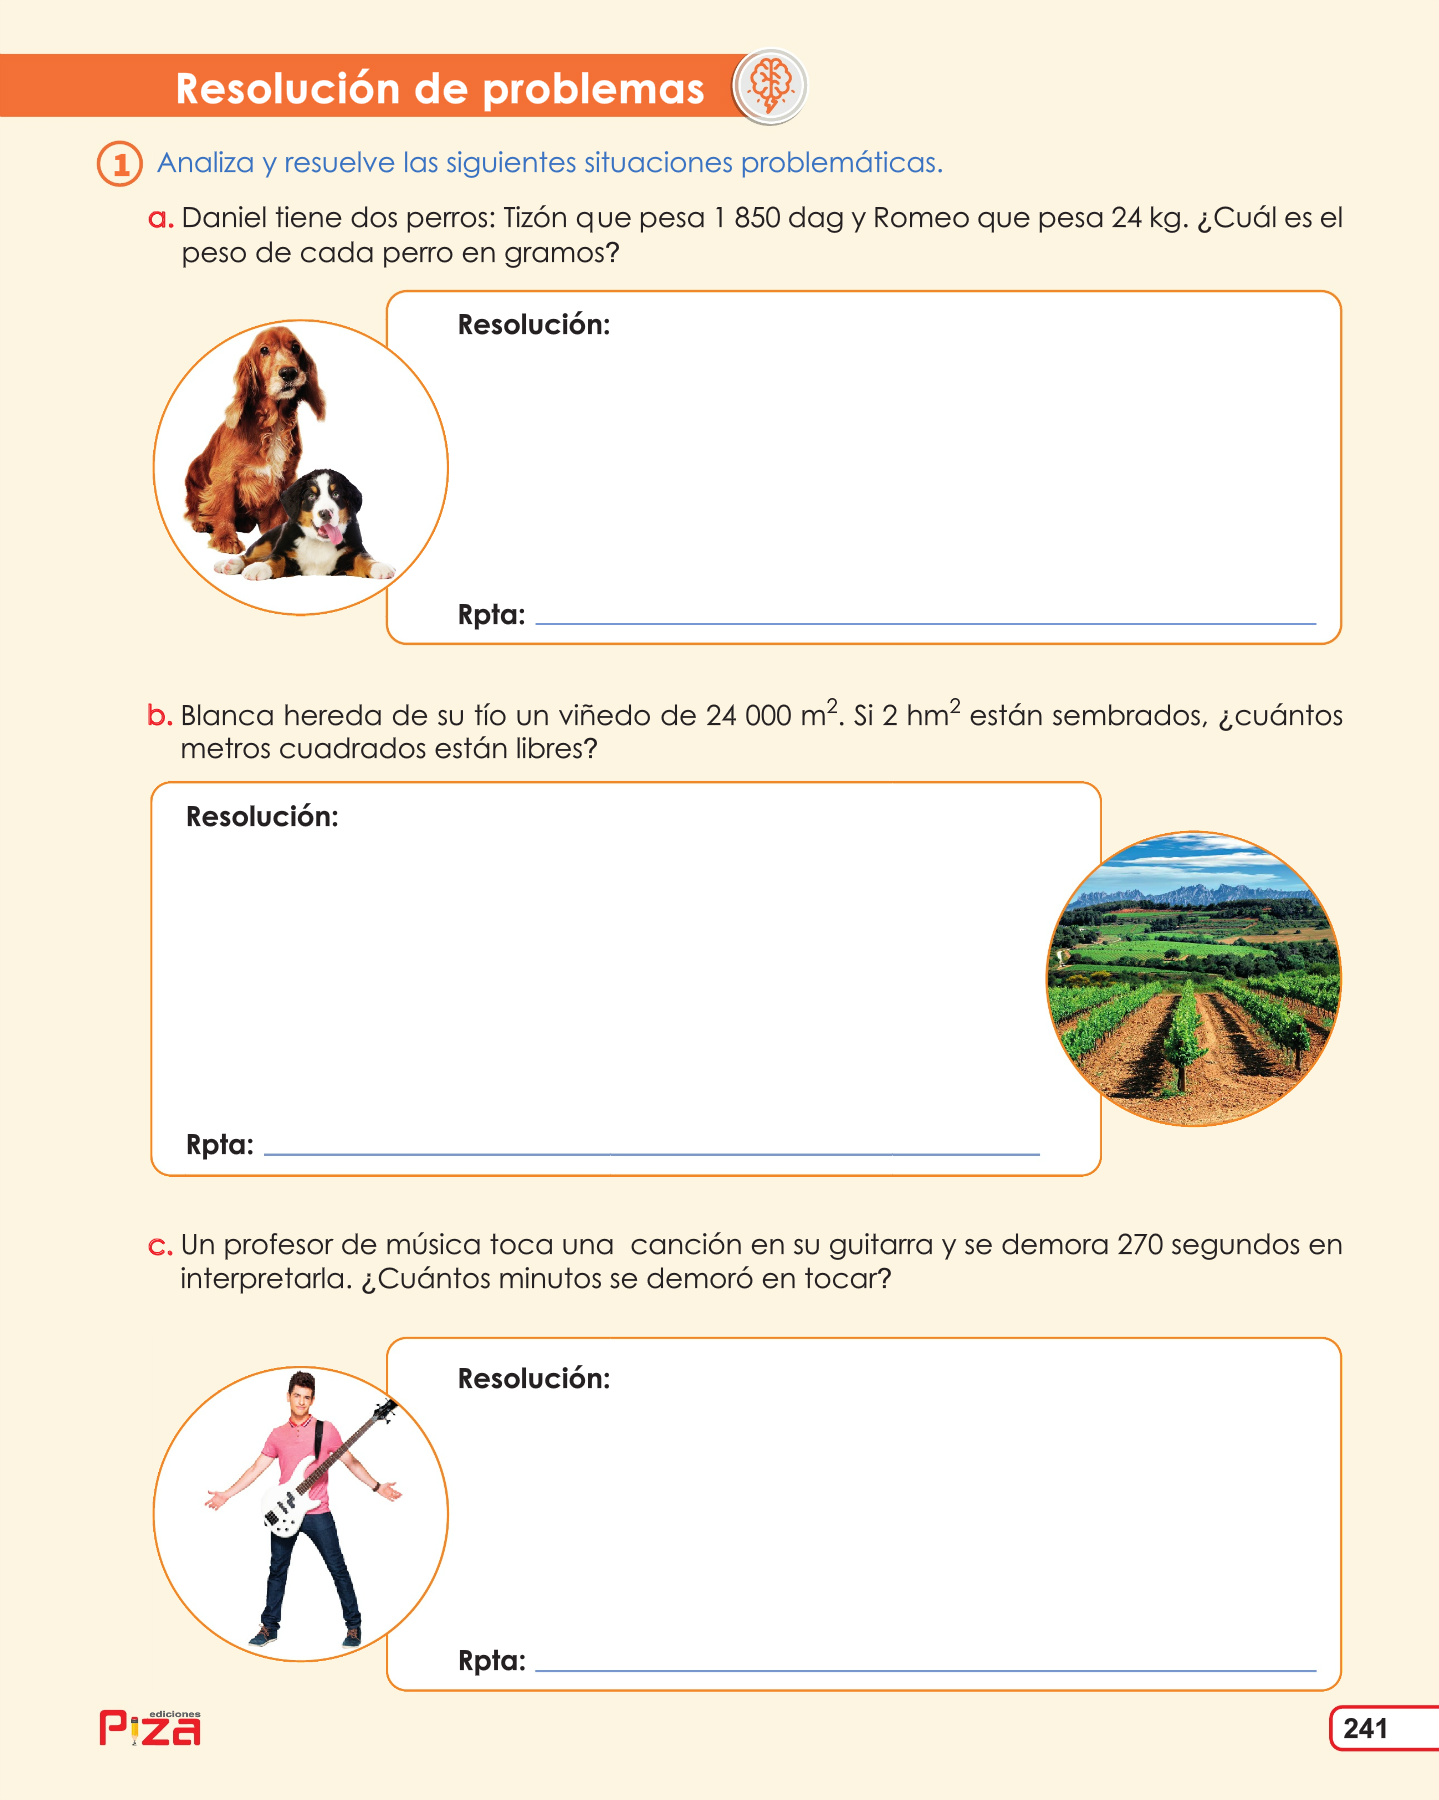 Resolución de problemas
1 Analiza y resuelve las siguientes situaciones problemáticas.
a. Daniel tiene dos perros: Tizón que pesa 1 850 dag y Romeo que pesa 24 kg. ¿Cuál es el
peso de cada perro en gramos?
Resolución:
Rpta:
b. Blanca hereda de su tío un viñedo de 24 000 m². Si 2 hm² están sembrados, ¿cuántos
metros cuadrados están libres?
Resolución:
Rpta:
c. Un profesor de música toca una canción en su guitarra y se demora 270 segundos en
interpretarla. ¿Cuántos minutos se demoró en tocar?
Resolución:
Rpta:
ediciones
Piza
241